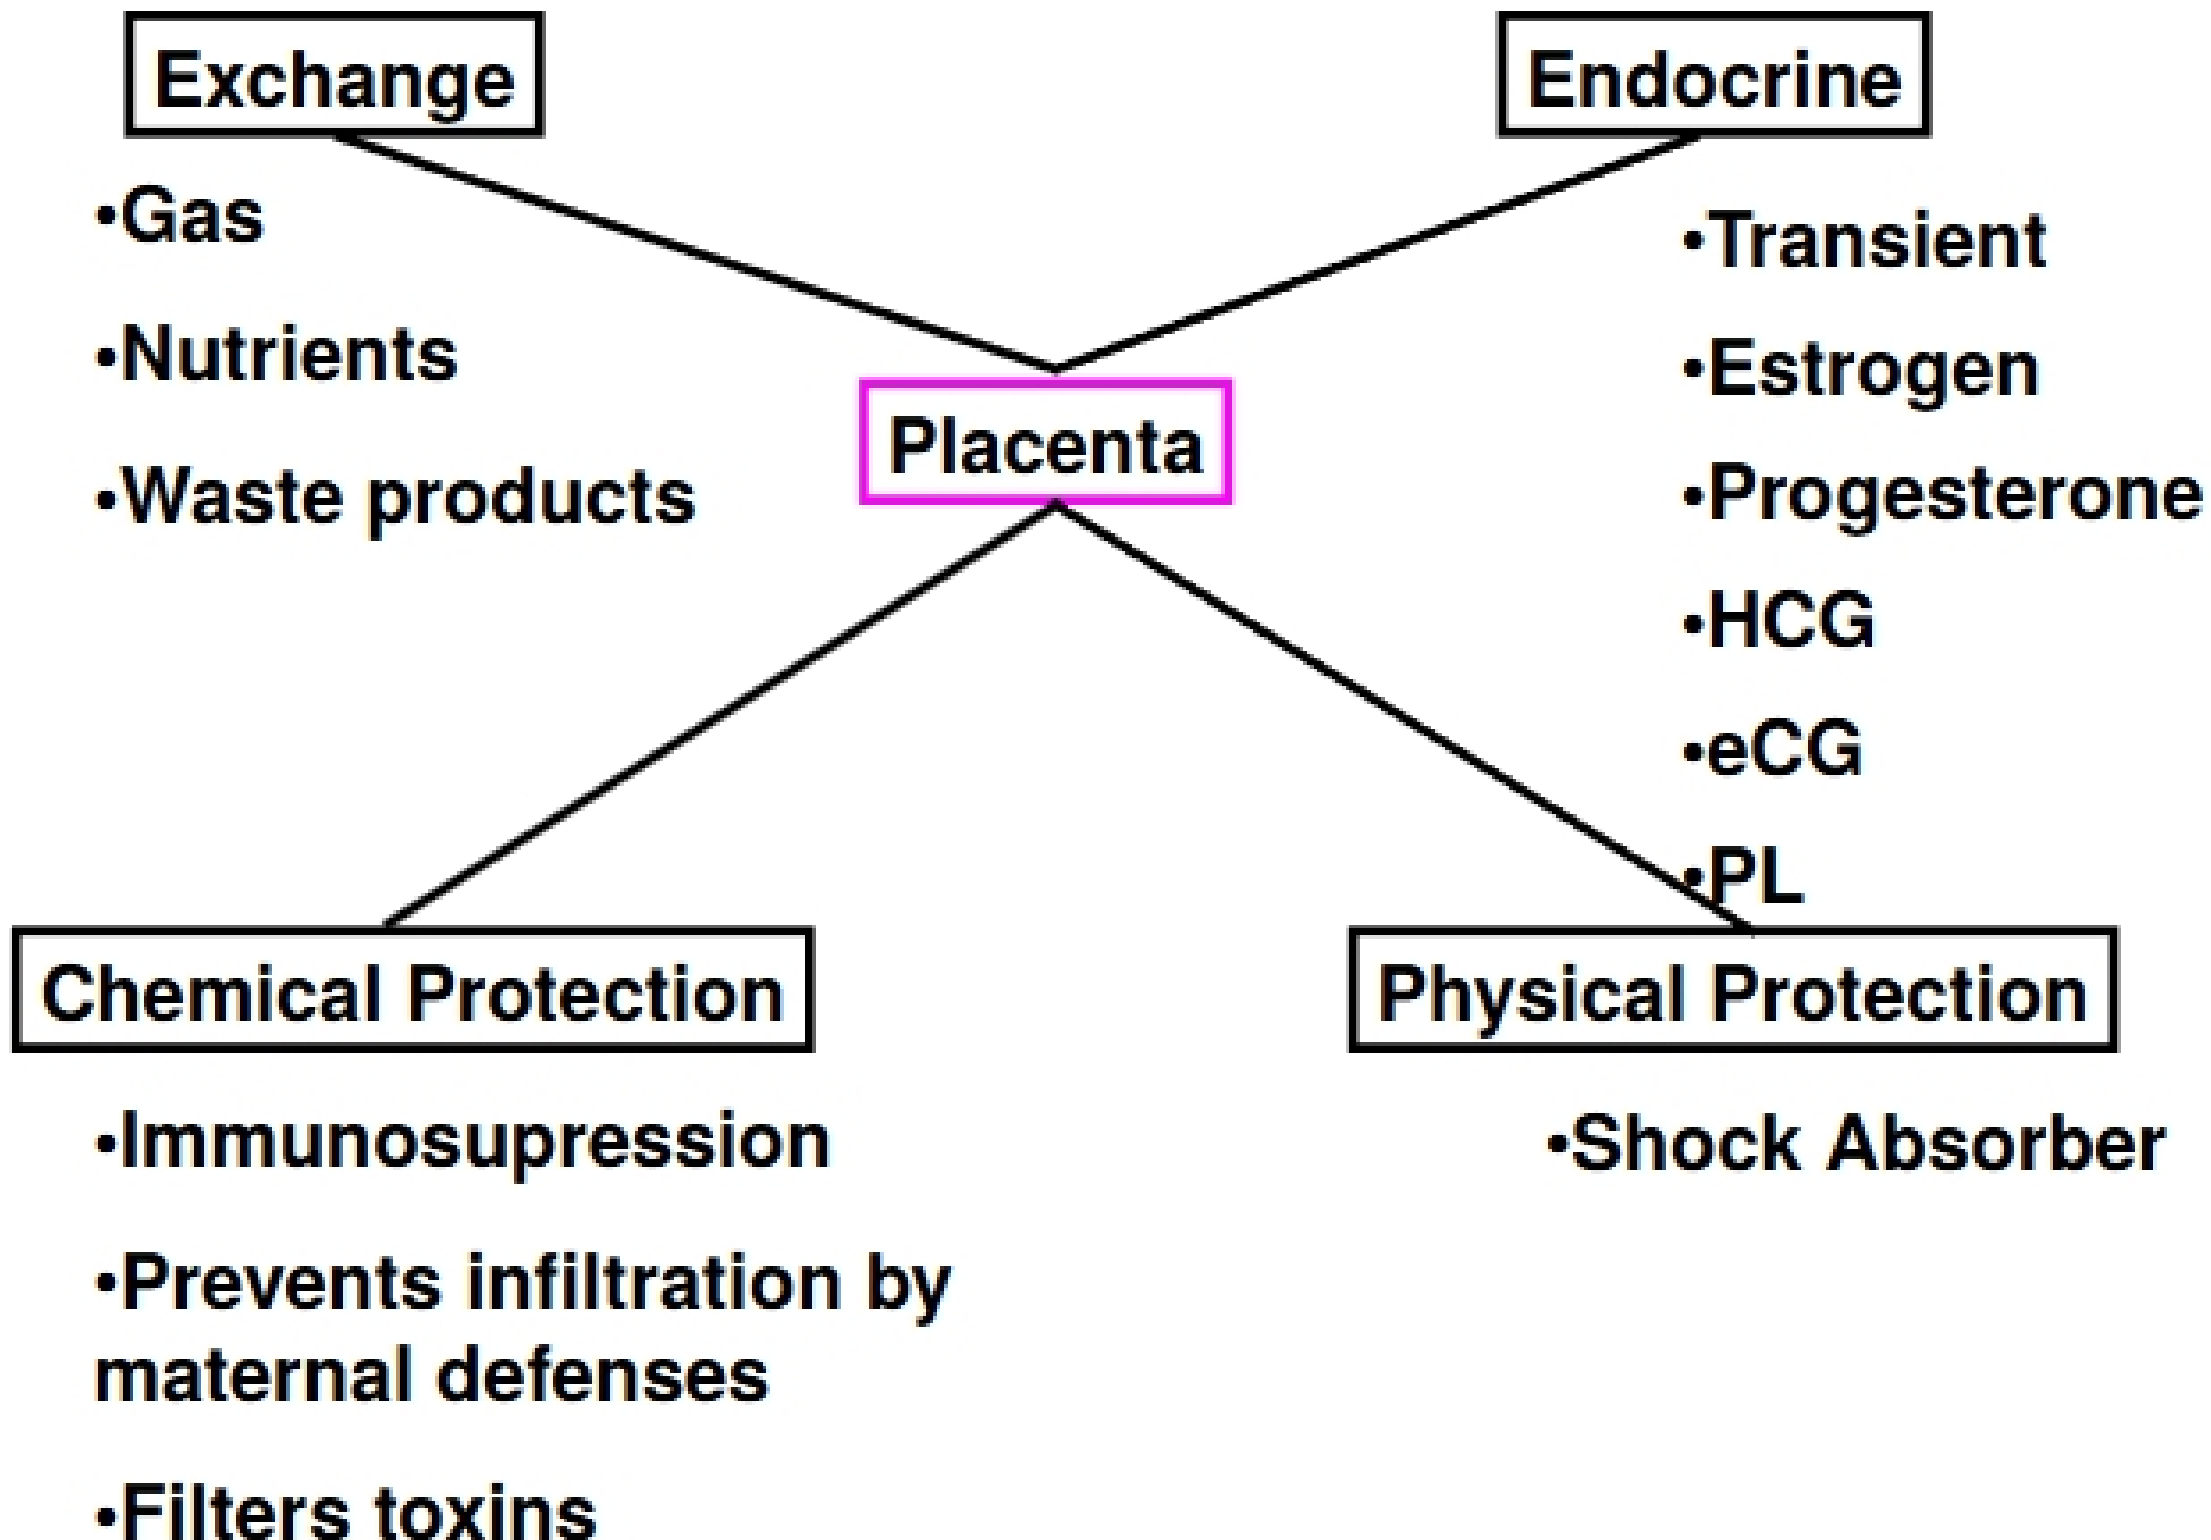 Exchange
•Gas
•Nutrients
•Waste products
Endocrine
•Transient
•Estrogen
•Progesterone
•HCG
•eCG
•PL
Placenta
Chemical Protection
•Immunosupression
•Prevents infiltration by
maternal defenses
•Filters toxins
Physical Protection
•Shock Absorber